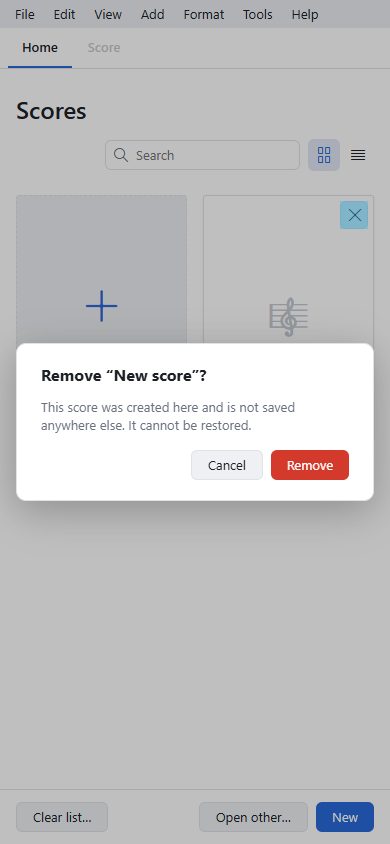 File Edit View Add Format Tools Help
Home Score
Scores
Search
Remove “New score”?
This score was created here and is not saved
anywhere else. It cannot be restored.
Cancel Remove
Clear list... Open other... New